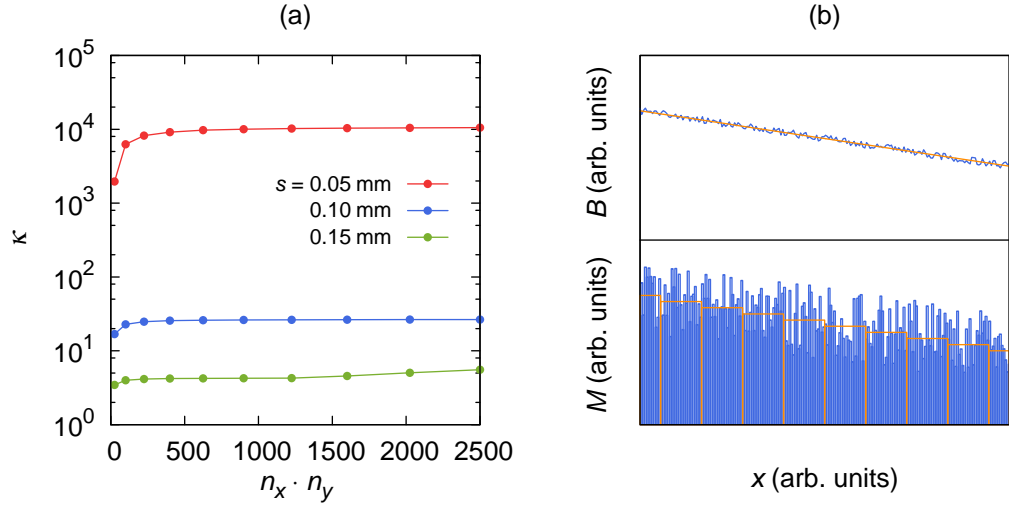 (a)
10^5
10^4
10^3
10^2
10^1
10^0
κ
s = 0.05 mm
0.10 mm
0.15 mm
0 500 1000 1500 2000 2500
n_x · n_y
(b)
B (arb. units)
M (arb. units)
x (arb. units)